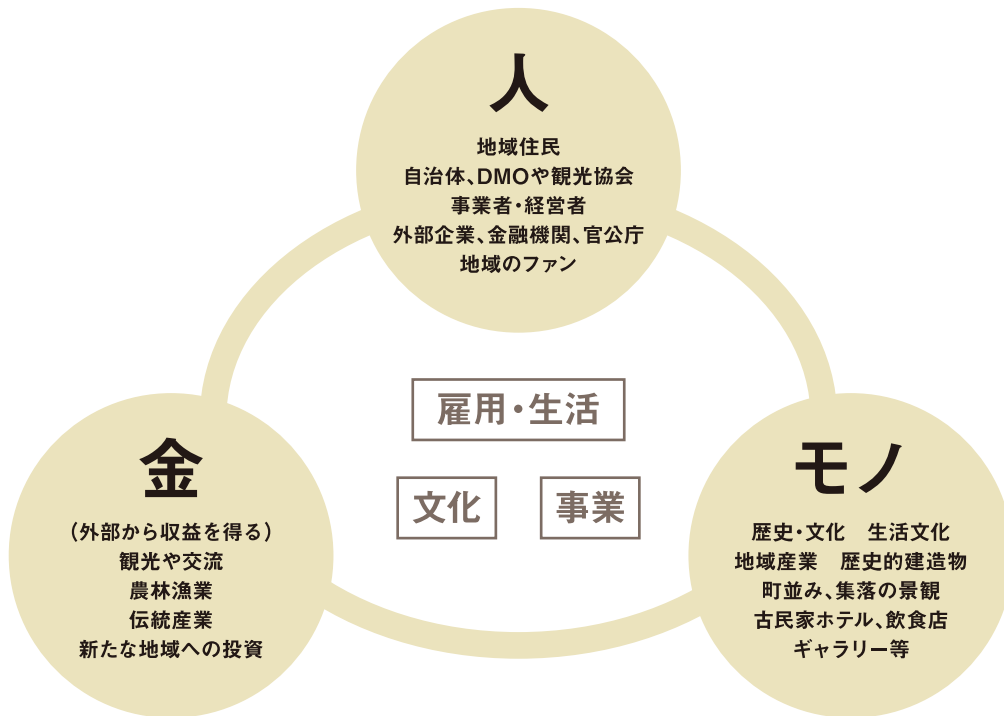 人
地域住民
自治体、DMOや観光協会
事業者・経営者
外部企業、金融機関、官公庁
地域のファン
雇用・生活
文化
事業
金
（外部から収益を得る）
観光や交流
農林漁業
伝統産業
新たな地域への投資
モノ
歴史・文化　生活文化
地域産業　歴史的建造物
町並み、集落の景観
古民家ホテル、飲食店
ギャラリー等